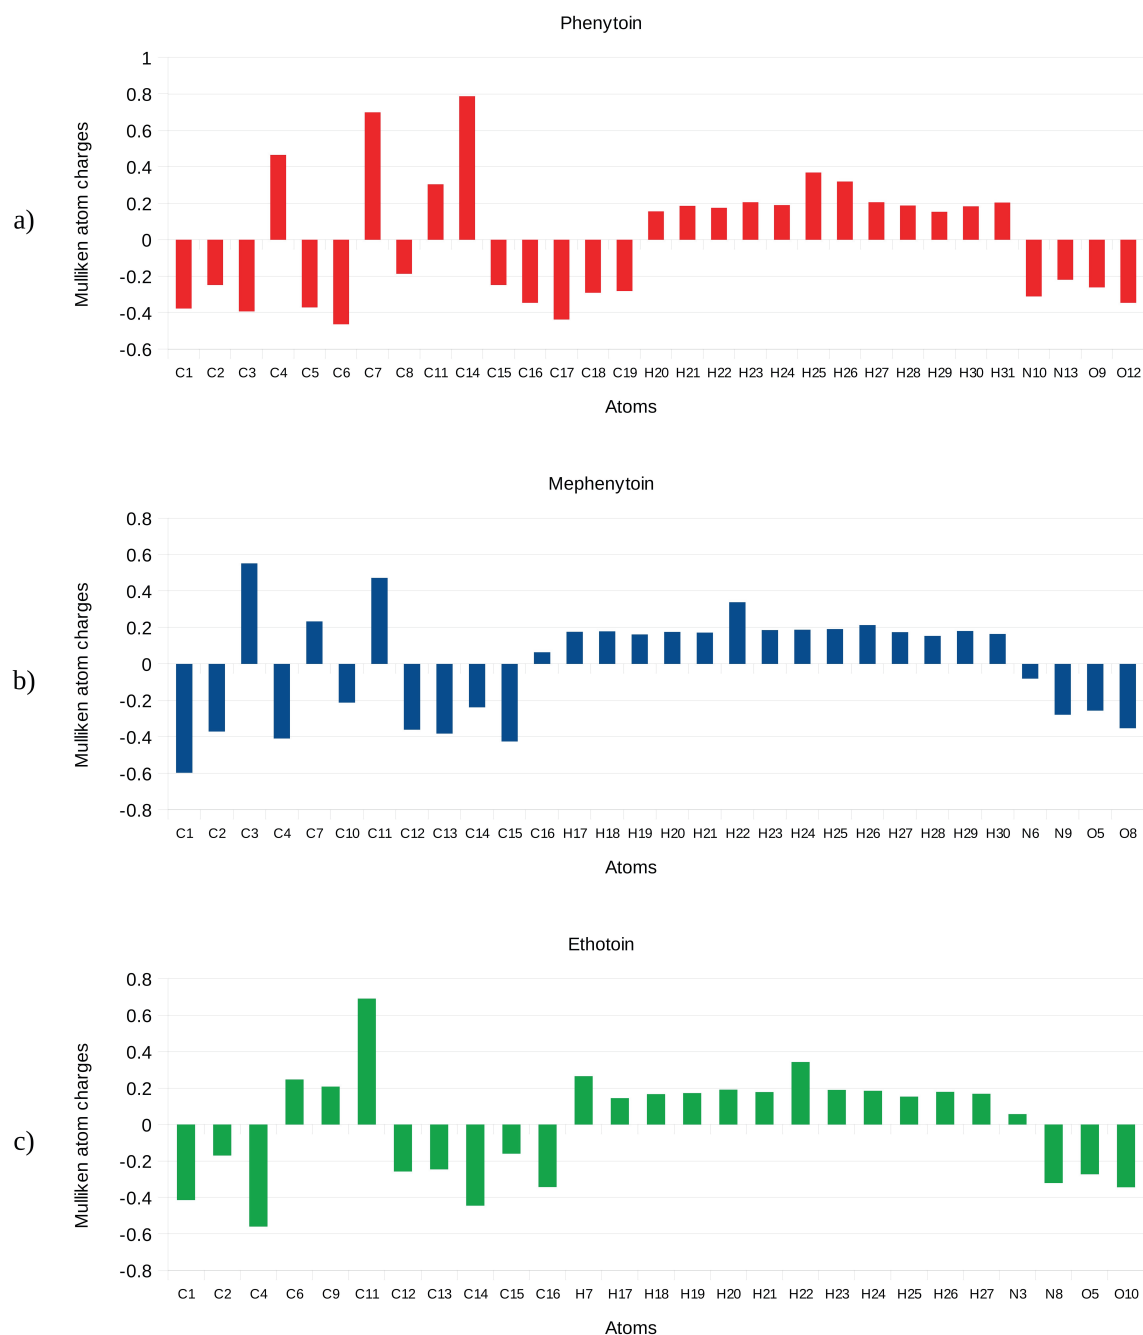 Phenytoin
a)
Mulliken atom charges
1
0.8
0.6
0.4
0.2
0
-0.2
-0.4
-0.6
C1 C2 C3 C4 C5 C6 C7 C8 C11 C14 C15 C16 C17 C18 C19 H20 H21 H22 H23 H24 H25 H26 H27 H28 H29 H30 H31 N10 N13 O9 O12
Atoms
Mephenytoin
b)
Mulliken atom charges
0.8
0.6
0.4
0.2
0
-0.2
-0.4
-0.6
-0.8
C1 C2 C3 C4 C7 C10 C11 C12 C13 C14 C15 C16 H17 H18 H19 H20 H21 H22 H23 H24 H25 H26 H27 H28 H29 H30 N6 N9 O5 O8
Atoms
Ethotoin
c)
Mulliken atom charges
0.8
0.6
0.4
0.2
0
-0.2
-0.4
-0.6
-0.8
C1 C2 C4 C6 C9 C11 C12 C13 C14 C15 C16 H7 H17 H18 H19 H20 H21 H22 H23 H24 H25 H26 H27 N3 N8 O5 O10
Atoms